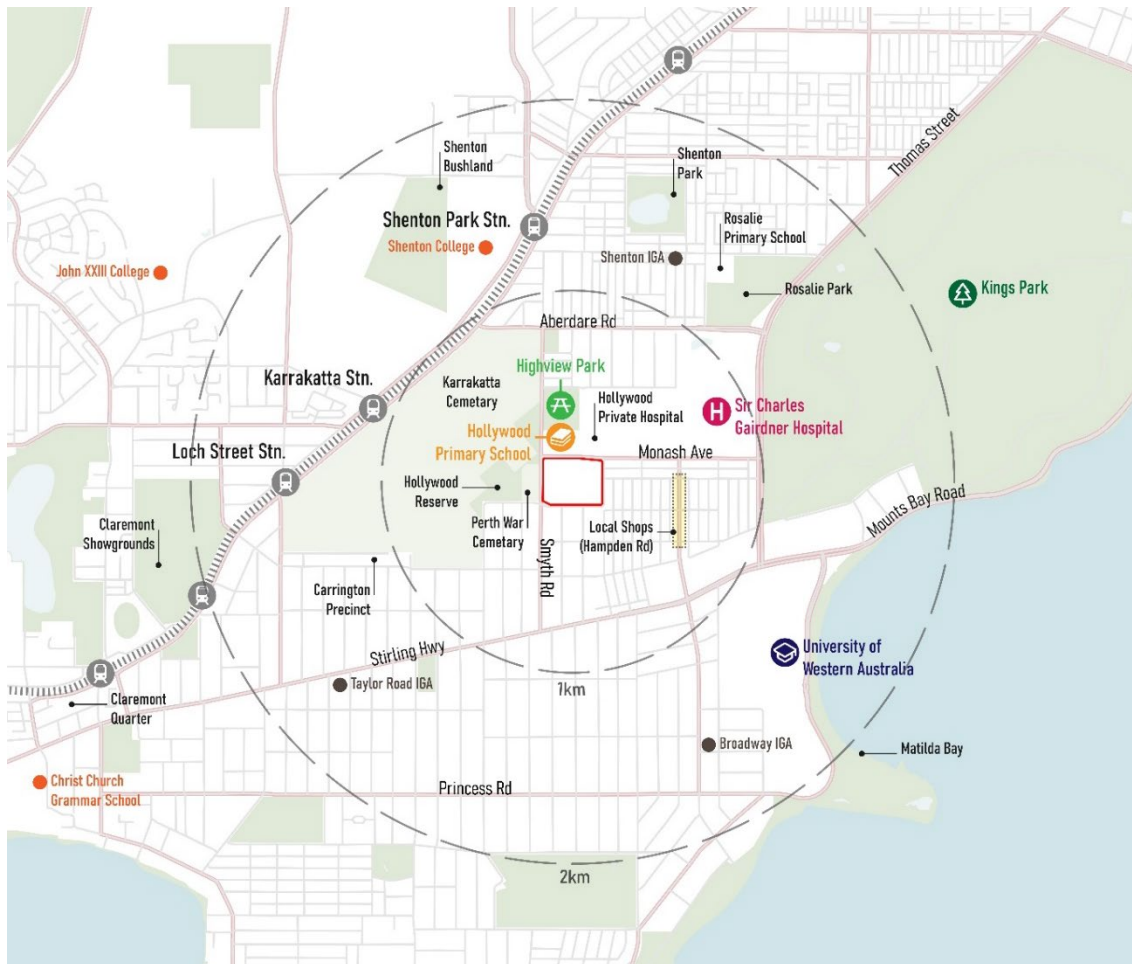 Thomas Street
Shenton
Bushland
Shenton
Park
Shenton Park Stn.
Shenton College
Rosalie
Primary School
John XXIII College
Shenton IGA
Rosalie Park
Kings Park
Aberdare Rd
Highview Park
Karrakatta Stn.
Karrakatta
Cemetery
Hollywood
Private Hospital
H
Sir Charles
Gairdner Hospital
Hollywood
Primary School
Loch Street Stn.
Monash Ave
Hollywood
Reserve
Perth War
Cemetery
Mounts Bay Road
Claremont
Showgrounds
Local Shops
(Hampden Rd)
Smyth Rd
Carrington
Precinct
Stirling Hwy
University of
Western Australia
Taylor Road IGA
1km
Claremont
Quarter
Broadway IGA
Matilda Bay
Christ Church
Grammar School
Princess Rd
2km